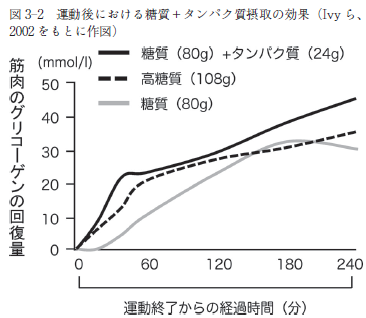 図 3-2　運動後における糖質＋タンパク質摂取の効果（Ivy ら、
2002 をもとに作図）
筋肉のグリコーゲンの回復量
(mmol/l)
糖質（80g）+タンパク質（24g）
高糖質（108g）
糖質（80g）
50
40
30
20
10
0
0 60 120 180 240
運動終了からの経過時間（分）